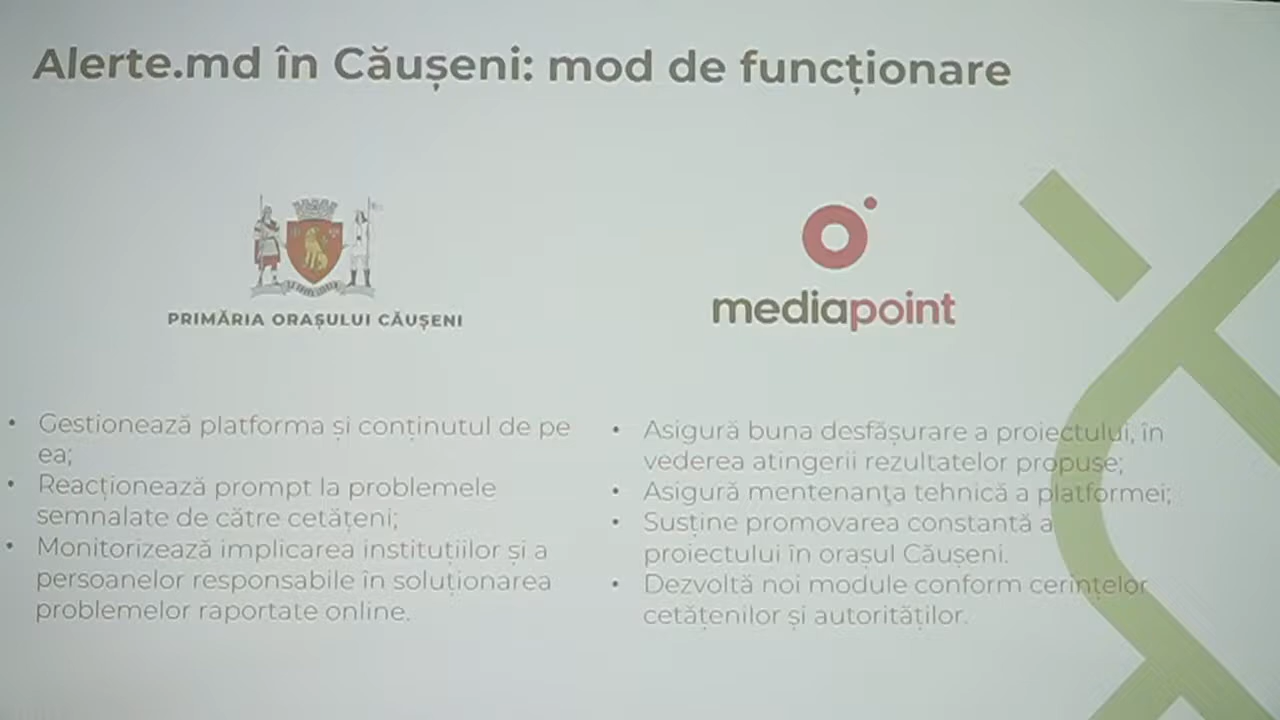 Alerte.md în Căușeni: mod de funcționare
PRIMĂRIA ORAȘULUI CĂUȘENI
• Gestionează platforma și conținutul de pe
ea;
• Reacționează prompt la problemele
semnalate de către cetățeni;
• Monitorizează implicarea instituțiilor și a
persoanelor responsabile în soluționarea
problemelor raportate online.
mediapoint
• Asigură buna desfășurare a proiectului, în
vederea atingerii rezultatelor propuse;
• Asigură mentenanţa tehnică a platformei;
• Susține promovarea constantă a
proiectului în orașul Căușeni.
• Dezvoltă noi module conform cerințelor
cetățenilor și autorităților.